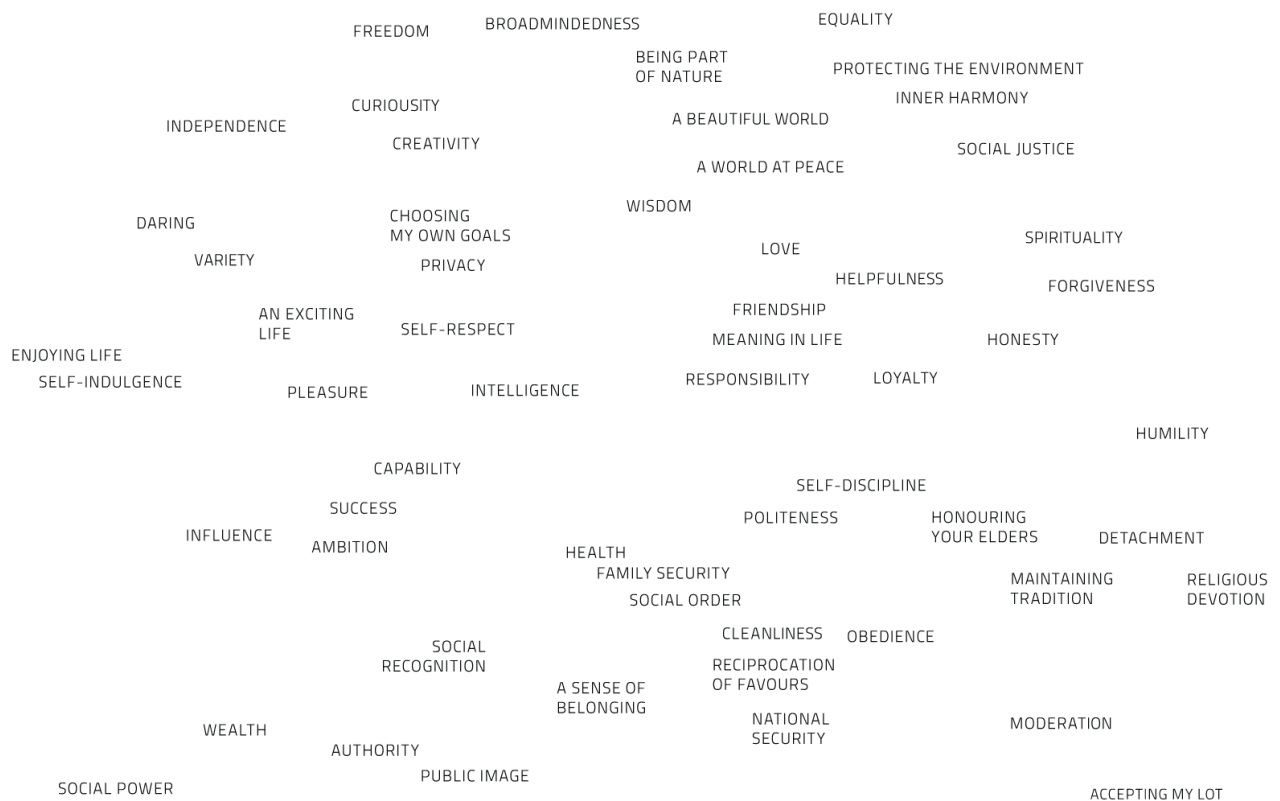 EQUALITY
BROADMINDEDNESS
FREEDOM
BEING PART
OF NATURE
PROTECTING THE ENVIRONMENT
INNER HARMONY
CURIOUSITY
A BEAUTIFUL WORLD
INDEPENDENCE
CREATIVITY
SOCIAL JUSTICE
A WORLD AT PEACE
WISDOM
CHOOSING
MY OWN GOALS
DARING
SPIRITUALITY
LOVE
VARIETY
PRIVACY
HELPFULNESS
FORGIVENESS
AN EXCITING
LIFE
FRIENDSHIP
SELF-RESPECT
MEANING IN LIFE
HONESTY
ENJOYING LIFE
SELF-INDULGENCE
RESPONSIBILITY
LOYALTY
PLEASURE
INTELLIGENCE
HUMILITY
CAPABILITY
SELF-DISCIPLINE
SUCCESS
POLITENESS
HONOURING
YOUR ELDERS
INFLUENCE
DETACHMENT
AMBITION
HEALTH
FAMILY SECURITY
MAINTAINING
TRADITION
RELIGIOUS
DEVOTION
SOCIAL ORDER
CLEANLINESS
OBEDIENCE
SOCIAL
RECOGNITION
RECIPROCATION
OF FAVOURS
A SENSE OF
BELONGING
NATIONAL
SECURITY
MODERATION
WEALTH
AUTHORITY
PUBLIC IMAGE
SOCIAL POWER
ACCEPTING MY LOT